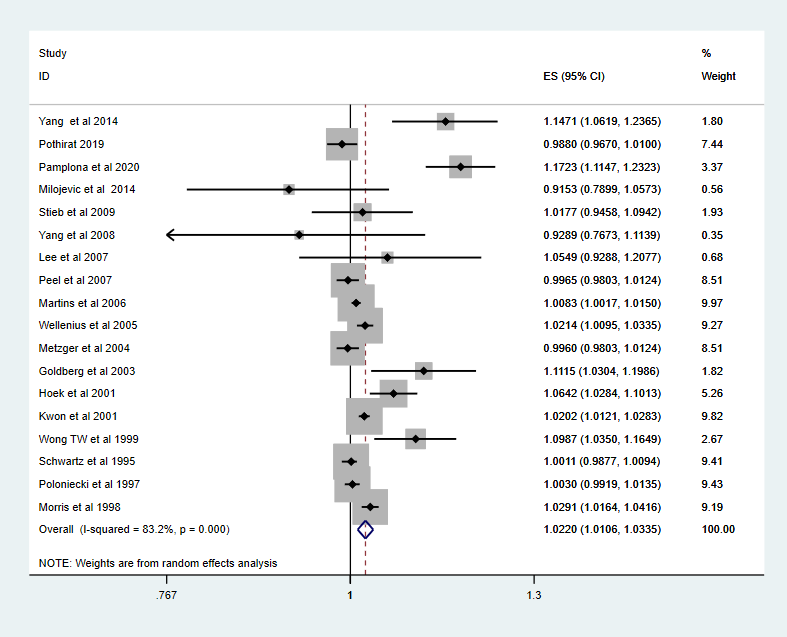 Study %
ID ES (95% CI) Weight
Yang et al 2014 1.1471 (1.0619, 1.2365) 1.80
Pothirat 2019 0.9880 (0.9670, 1.0100) 7.44
Pamplona et al 2020 1.1723 (1.1147, 1.2323) 3.37
Milojevic et al 2014 0.9153 (0.7899, 1.0573) 0.56
Stieb et al 2009 1.0177 (0.9458, 1.0942) 1.93
Yang et al 2008 0.9289 (0.7673, 1.1139) 0.35
Lee et al 2007 1.0549 (0.9288, 1.2077) 0.68
Peel et al 2007 0.9965 (0.9803, 1.0124) 8.51
Martins et al 2006 1.0083 (1.0017, 1.0150) 9.97
Wellenius et al 2005 1.0214 (1.0095, 1.0335) 9.27
Metzger et al 2004 0.9960 (0.9803, 1.0124) 8.51
Goldberg et al 2003 1.1115 (1.0304, 1.1986) 1.82
Hoek et al 2001 1.0642 (1.0284, 1.1013) 5.26
Kwon et al 2001 1.0202 (1.0121, 1.0283) 9.82
Wong TW et al 1999 1.0987 (1.0350, 1.1649) 2.67
Schwartz et al 1995 1.0011 (0.9877, 1.0094) 9.41
Poloniecki et al 1997 1.0030 (0.9919, 1.0135) 9.43
Morris et al 1998 1.0291 (1.0164, 1.0416) 9.19
Overall (I-squared = 83.2%, p = 0.000) 1.0220 (1.0106, 1.0335) 100.00
NOTE: Weights are from random effects analysis
.767 1 1.3